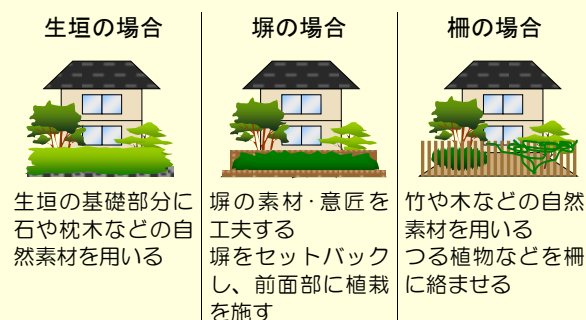 生垣の場合
生垣の基礎部分に
石や枕木などの自
然素材を用いる
塀の場合
塀の素材･意匠を
工夫する
塀をセットバック
し、前面部に植栽
を施す
柵の場合
竹や木などの自然
素材を用いる
つる植物などを柵
に絡ませる